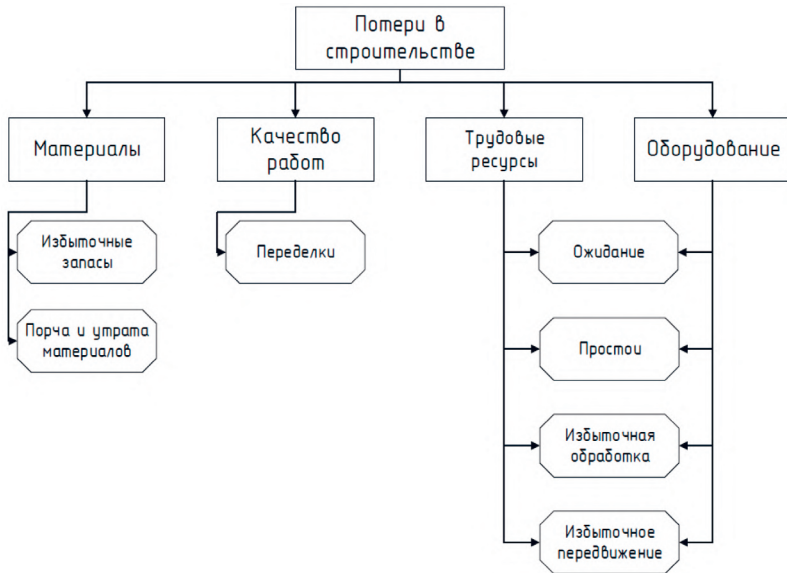 Потери в
строительстве
Материалы
Качество
работ
Трудовые
ресурсы
Оборудование
Избыточные
запасы
Переделки
Ожидание
Порча и утрата
материалов
Простои
Избыточная
обработка
Избыточное
передвижение